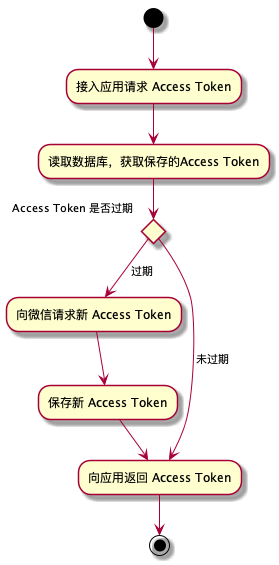 接入应用请求 Access Token
读取数据库，获取保存的Access Token
Access Token 是否过期
过期
向微信请求新 Access Token
未过期
保存新 Access Token
向应用返回 Access Token